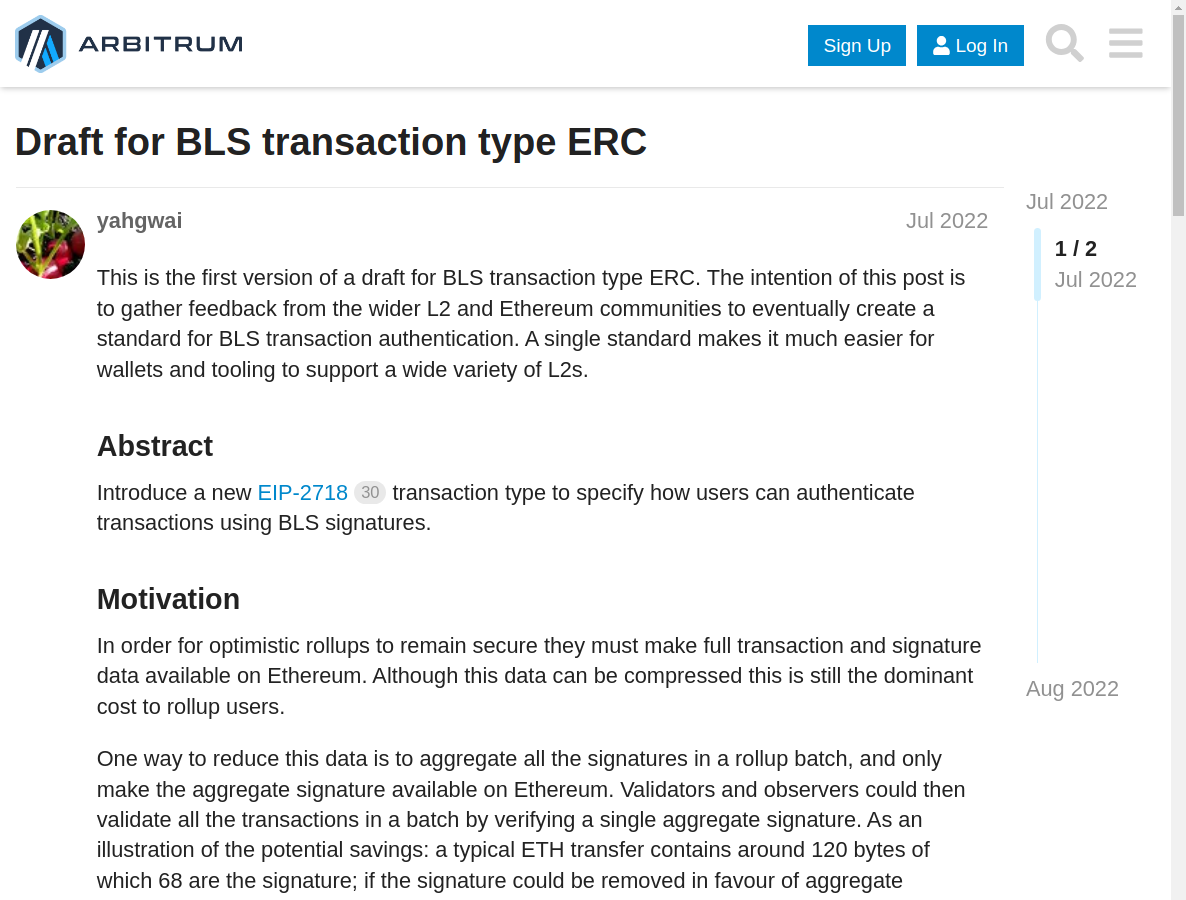 ARBITRUM
Sign Up
Log In
Draft for BLS transaction type ERC
yahgwai
Jul 2022
This is the first version of a draft for BLS transaction type ERC. The intention of this post is
to gather feedback from the wider L2 and Ethereum communities to eventually create a
standard for BLS transaction authentication. A single standard makes it much easier for
wallets and tooling to support a wide variety of L2s.
Abstract
Introduce a new EIP-2718 30 transaction type to specify how users can authenticate
transactions using BLS signatures.
Motivation
In order for optimistic rollups to remain secure they must make full transaction and signature
data available on Ethereum. Although this data can be compressed this is still the dominant
cost to rollup users.
One way to reduce this data is to aggregate all the signatures in a rollup batch, and only
make the aggregate signature available on Ethereum. Validators and observers could then
validate all the transactions in a batch by verifying a single aggregate signature. As an
illustration of the potential savings: a typical ETH transfer contains around 120 bytes of
which 68 are the signature; if the signature could be removed in favour of aggregate
Jul 2022
1 / 2
Jul 2022
Aug 2022